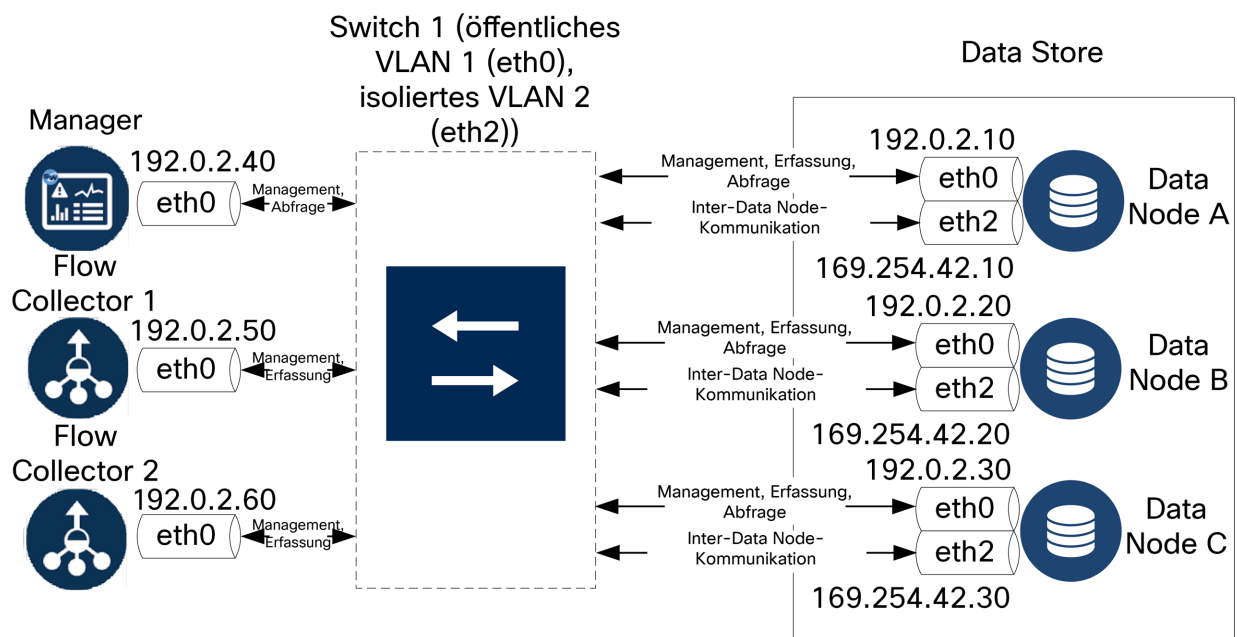 Switch 1 (öffentliches
VLAN 1 (eth0),
isoliertes VLAN 2
(eth2))
Data Store
Manager
192.0.2.40
eth0
Management,
Abfrage
Flow
Collector 1
192.0.2.50
eth0
Management,
Erfassung
Flow
Collector 2
192.0.2.60
eth0
Management,
Erfassung
Management, Erfassung,
Abfrage
Inter-Data Node-
Kommunikation
192.0.2.10
eth0
eth2
169.254.42.10
Data
Node A
Management, Erfassung,
Abfrage
Inter-Data Node-
Kommunikation
192.0.2.20
eth0
eth2
169.254.42.20
Data
Node B
Management, Erfassung,
Abfrage
Inter-Data Node-
Kommunikation
192.0.2.30
eth0
eth2
169.254.42.30
Data
Node C